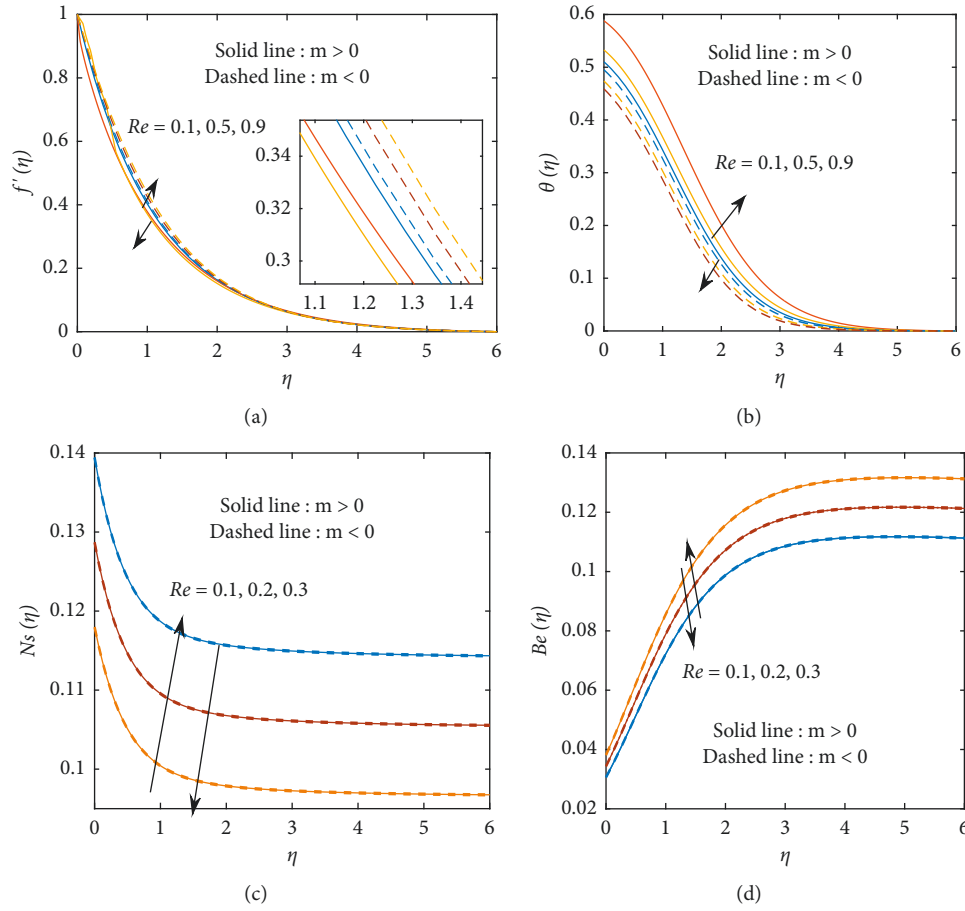 1
0.8
0.6
0.4
0.2
0
f ' (η)
Solid line : m > 0
Dashed line : m < 0
Re = 0.1, 0.5, 0.9
0.34
0.32
0.3
1.1 1.2 1.3 1.4
0 1 2 3 4 5 6
η
(a)
0.6
0.5
0.4
0.3
0.2
0.1
0
θ (η)
Solid line : m > 0
Dashed line : m < 0
Re = 0.1, 0.5, 0.9
0 1 2 3 4 5 6
η
(b)
0.14
0.13
0.12
0.11
0.1
Ns (η)
Solid line : m > 0
Dashed line : m < 0
Re = 0.1, 0.2, 0.3
0 1 2 3 4 5 6
η
(c)
0.14
0.12
0.1
0.08
0.06
0.04
0.02
Be (η)
Re = 0.1, 0.2, 0.3
Solid line : m > 0
Dashed line : m < 0
0 1 2 3 4 5 6
η
(d)